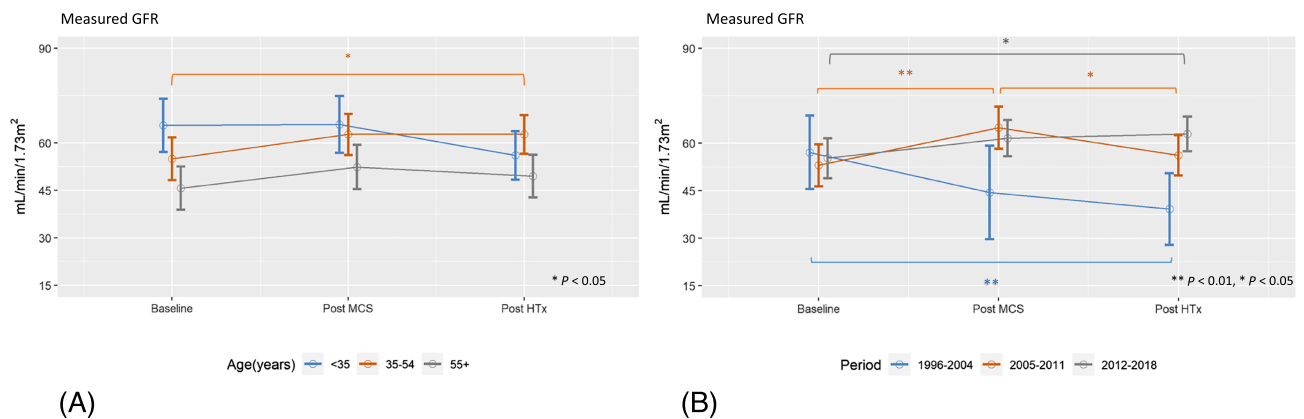 Measured GFR
90
60
45
30
15
mL/min/1.73m²
*
* P < 0.05
Baseline
Post MCS
Post HTx
Age(years) <35 35-54 55+
(A)
Measured GFR
90
60
45
30
15
mL/min/1.73m²
*
** *
**
** P < 0.01, * P < 0.05
Baseline
Post MCS
Post HTx
Period 1996-2004 2005-2011 2012-2018
(B)